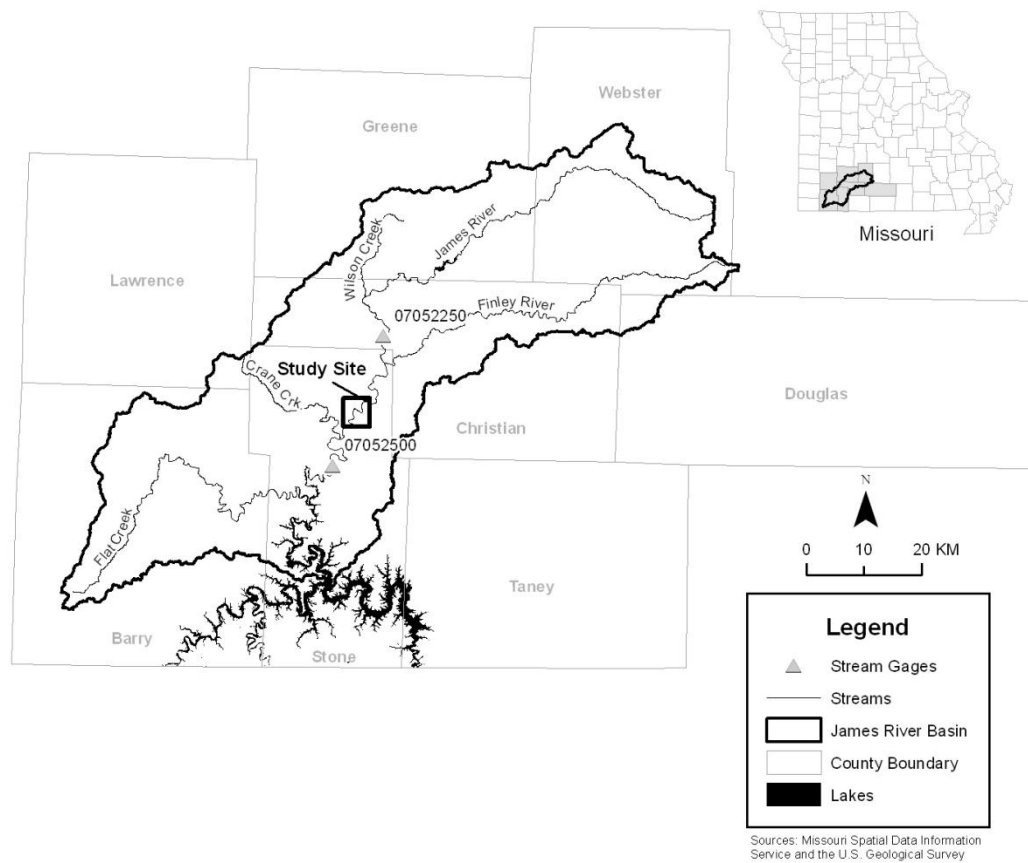 Webster
Greene
Missouri
Lawrence
Wilson Creek
James River
Finley River
07052250
Study Site
Crane Crk.
Douglas
Christian
07052500
Flat Creek
N
0 10 20 KM
Taney
Barry
Stone
Legend
Stream Gages
Streams
James River Basin
County Boundary
Lakes
Sources: Missouri Spatial Data Information
Service and the U.S. Geological Survey